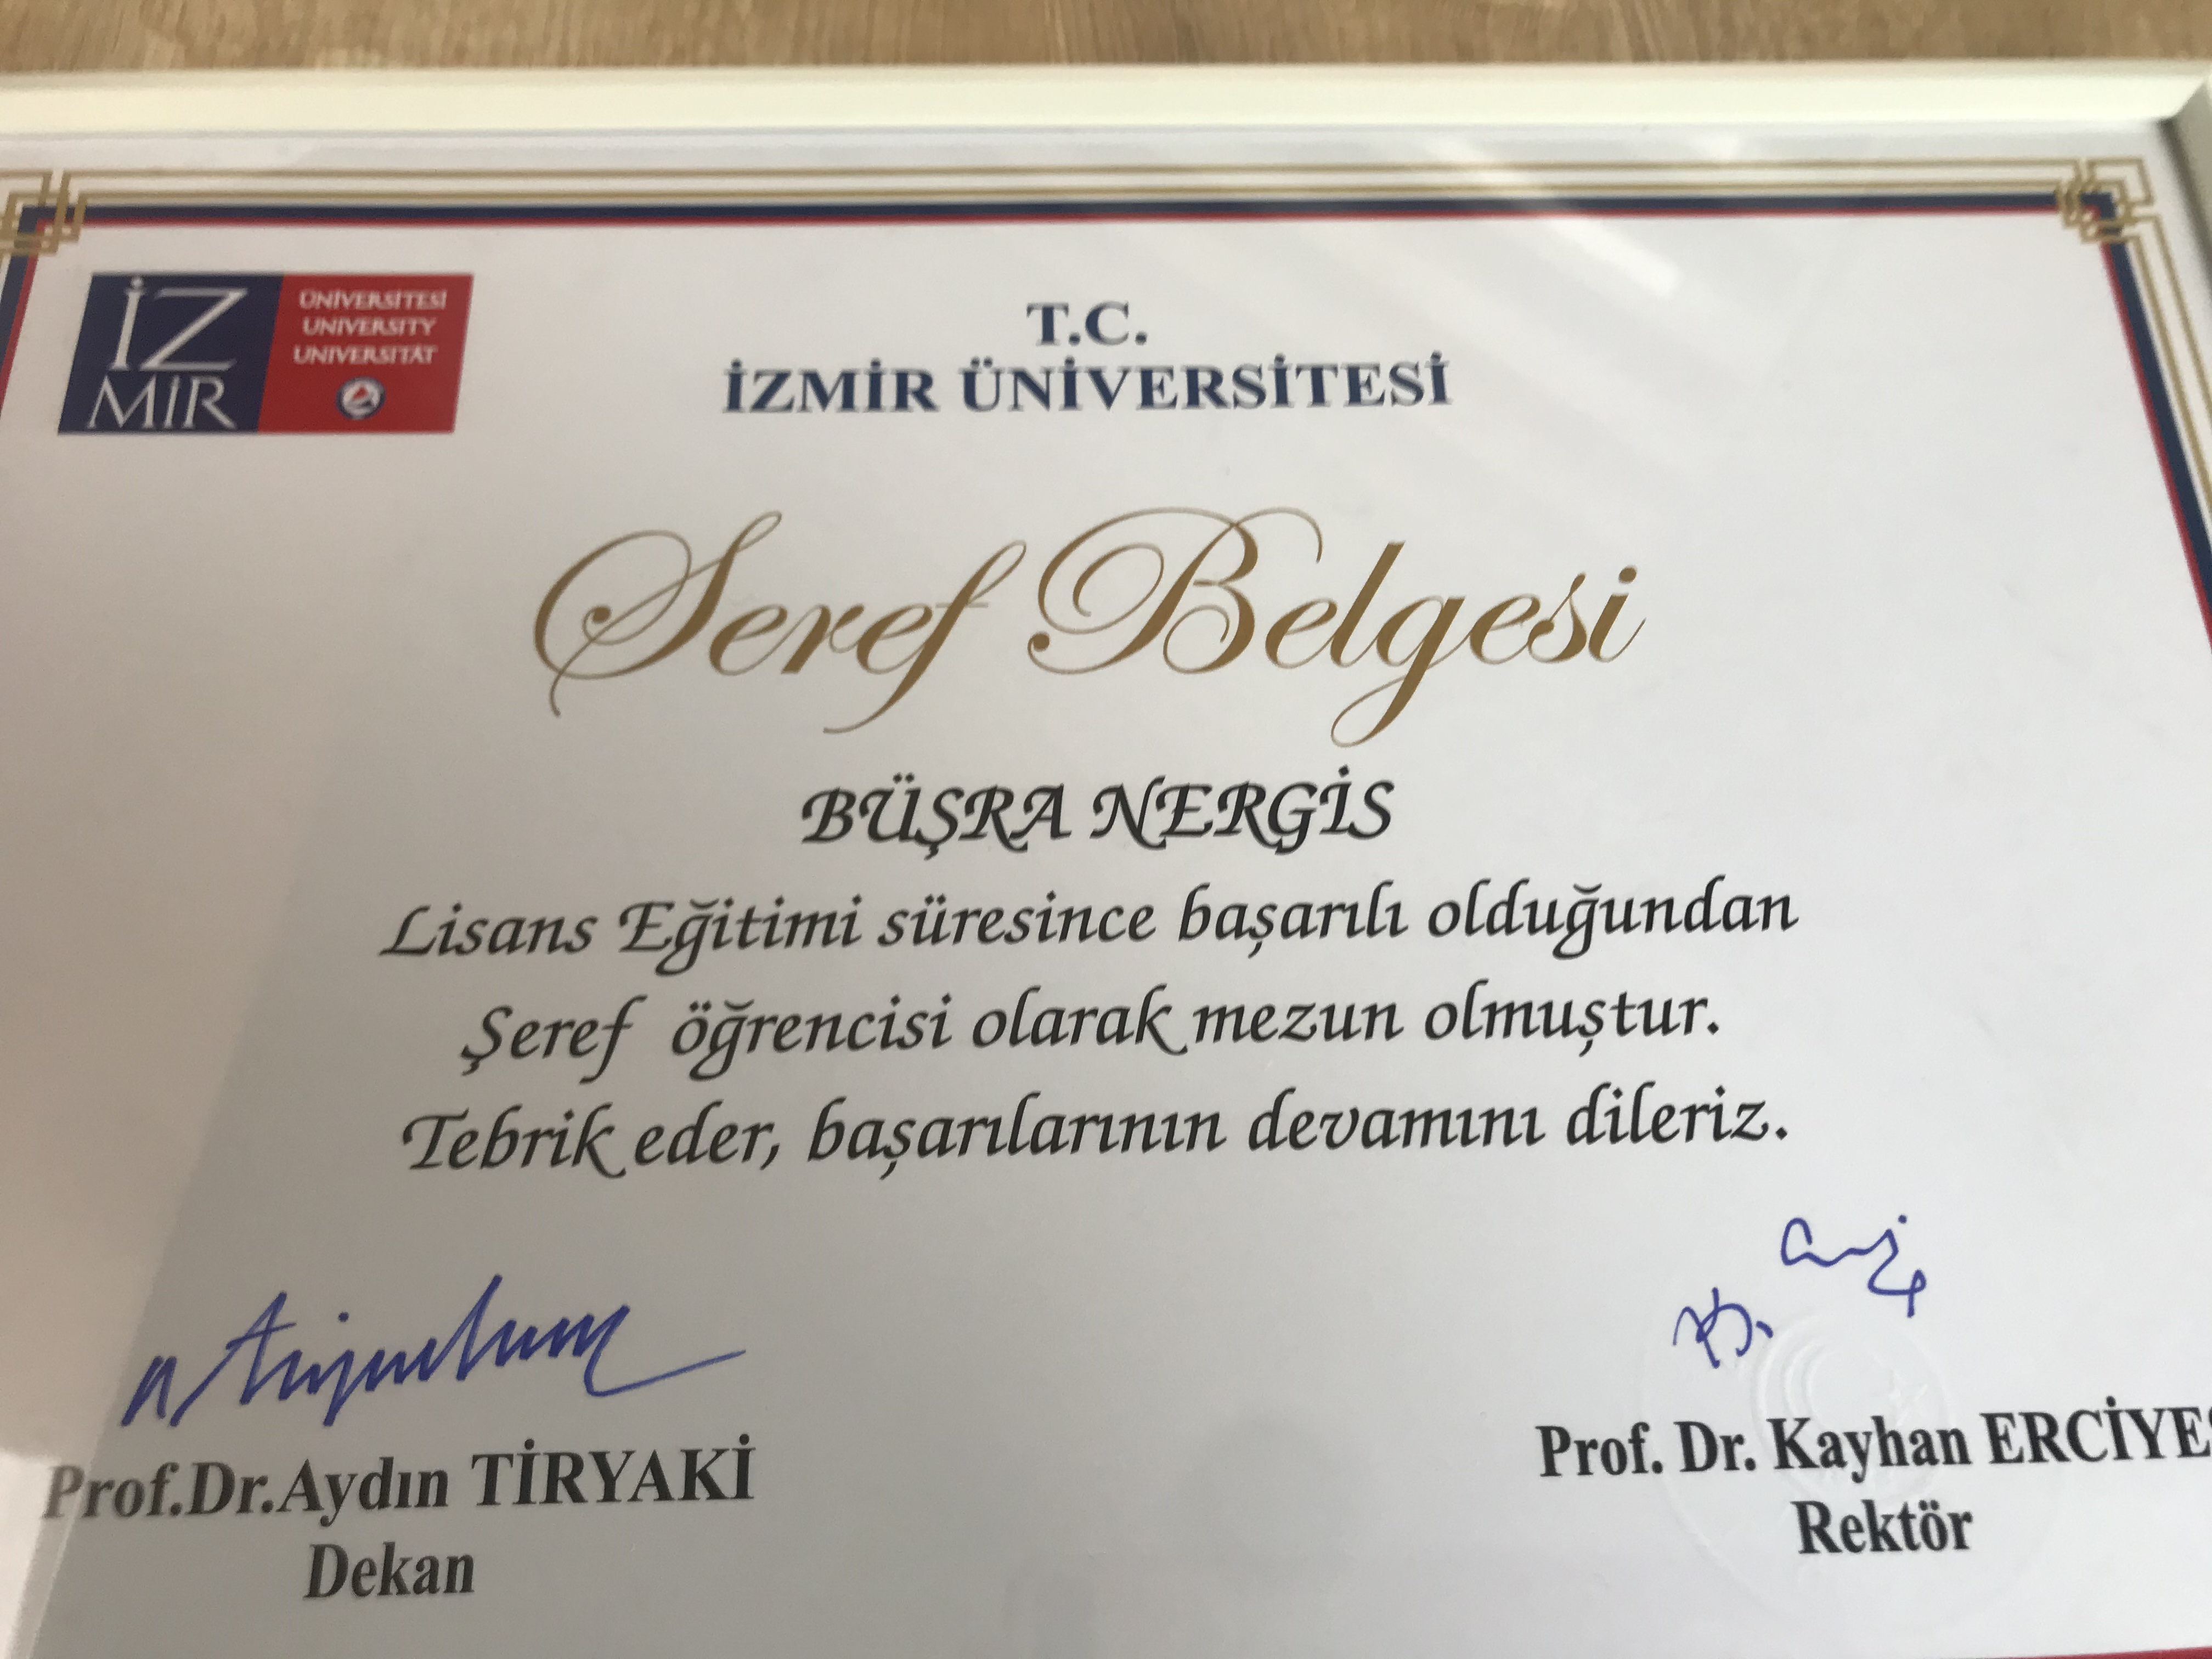 İZ
MİR
ÜNİVERSİTESİ
UNIVERSITY
UNIVERSITÄT
T.C.
İZMİR ÜNİVERSİTESİ
Seref Belgesi
BÜŞRA NERGİS
Lisans Eğitimi süresince başarılı olduğundan
Şeref öğrencisi olarak mezun olmuştur.
Tebrik eder, başarılarının devamını dileriz.
Prof.Dr.Aydın TİRYAKİ
Dekan
Prof. Dr. Kayhan ERCİYES
Rektör